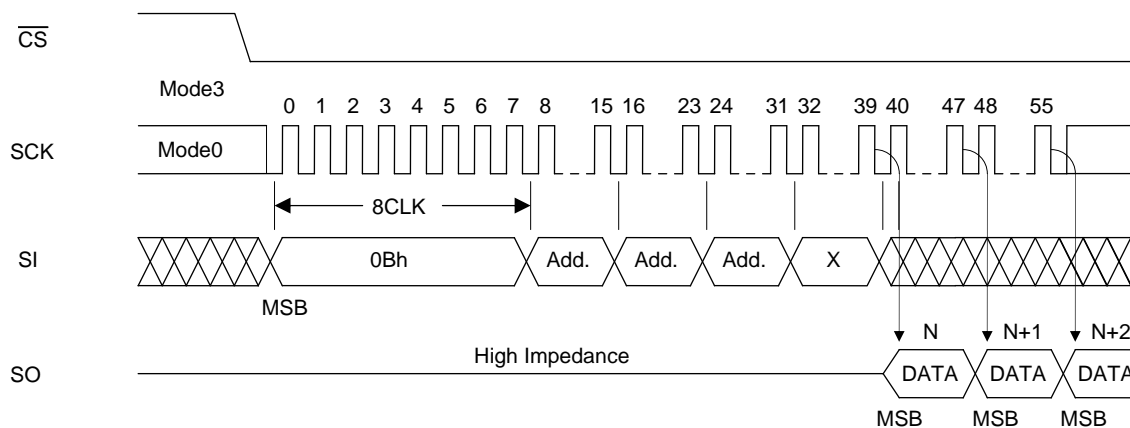 CS
Mode3
0 1 2 3 4 5 6 7 8 15 16 23 24 31 32 39 40 47 48 55
SCK
Mode0
8CLK
SI
0Bh
Add.
Add.
Add.
X
MSB
N
N+1
N+2
High Impedance
SO
DATA
DATA
DATA
MSB
MSB
MSB